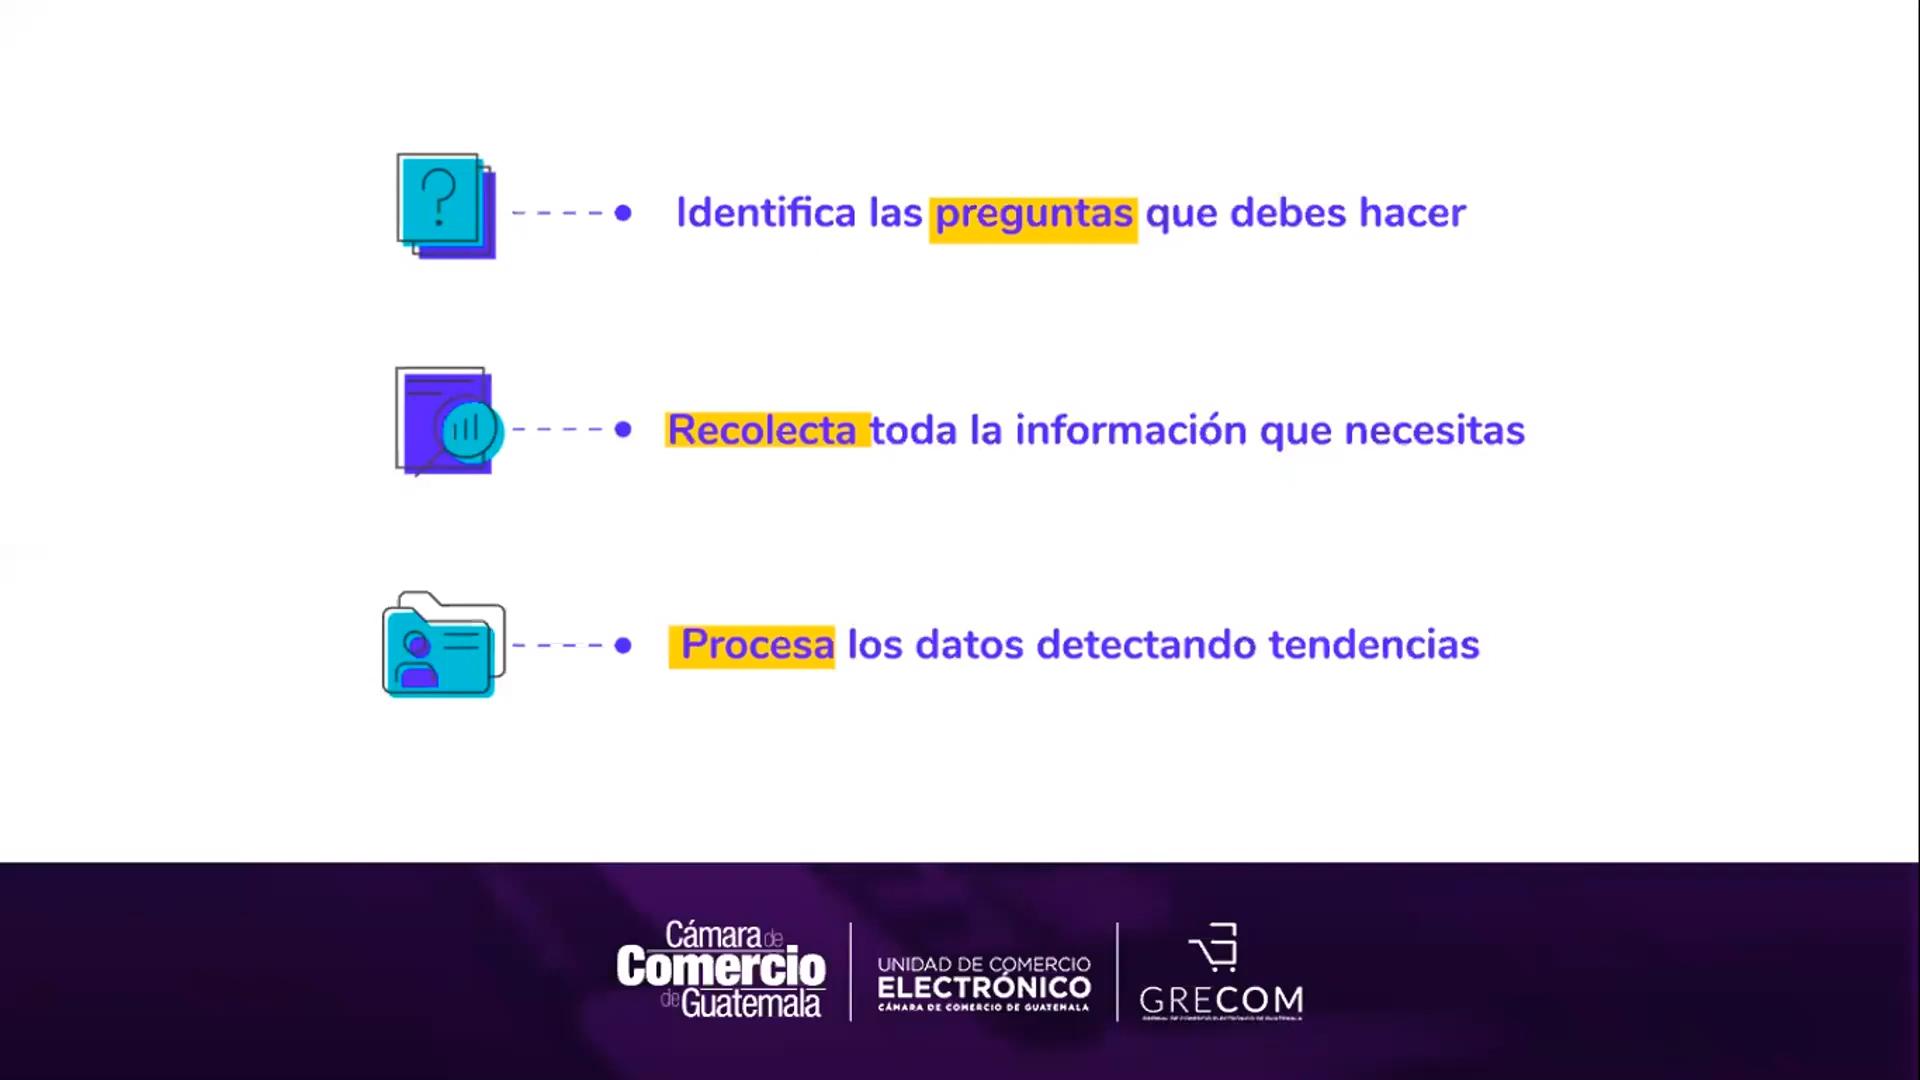 ?
Identifica las preguntas que debes hacer
Recolecta toda la información que necesitas
Procesa los datos detectando tendencias
Cámara de
Comercio
de Guatemala
UNIDAD DE COMERCIO
ELECTRÓNICO
CÁMARA DE COMERCIO DE GUATEMALA
GRECOM